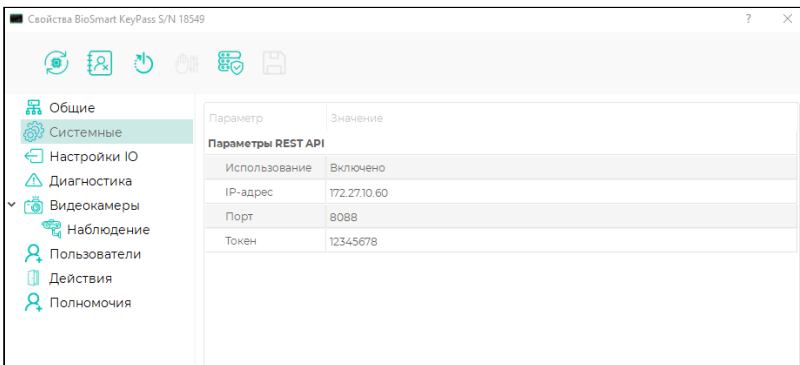 Свойства BioSmart KeyPass S/N 18549
?
Общие
Системные
Настройки IO
Диагностика
Видеокамеры
Наблюдение
Пользователи
Действия
Полномочия
Параметр Значение
Параметры REST API
Использование Включено
IP-адрес 172.27.10.60
Порт 8088
Токен 12345678